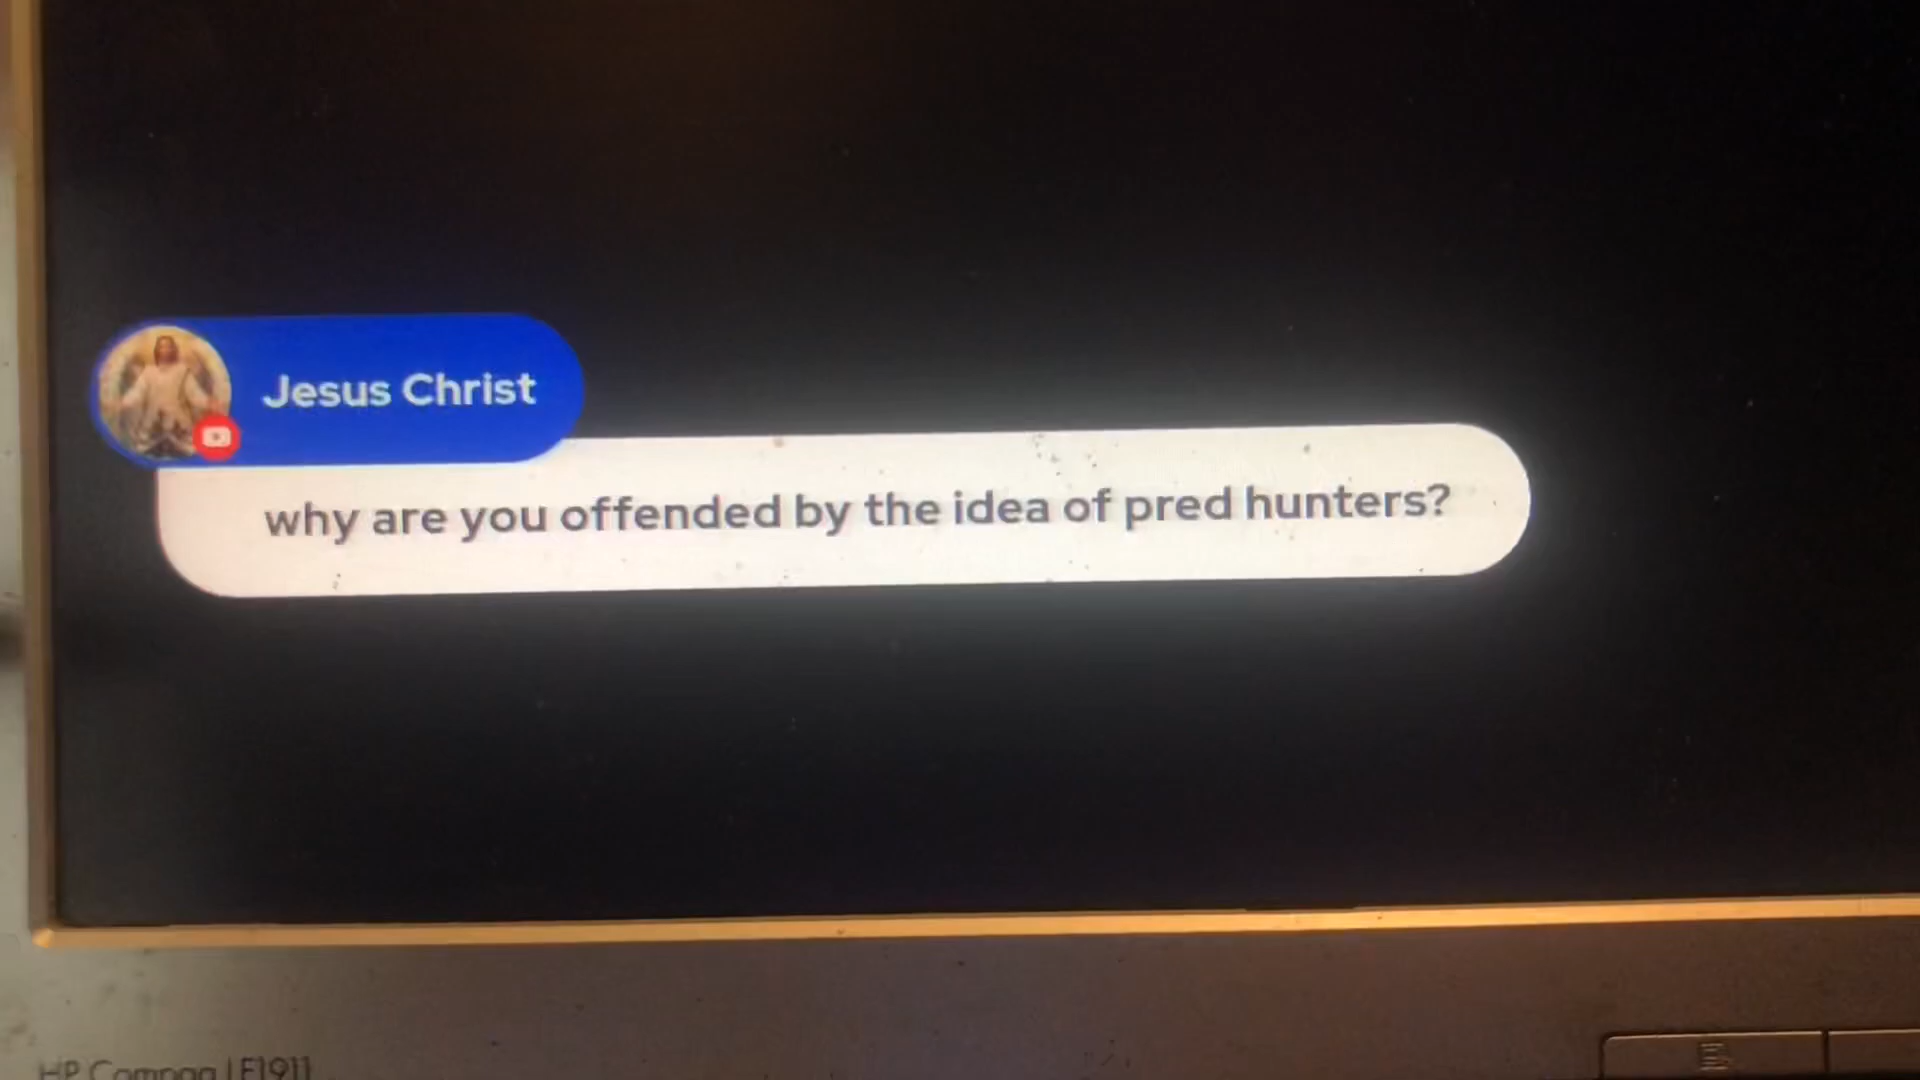 Jesus Christ
why are you offended by the idea of pred hunters?
HP Compaq LE1911